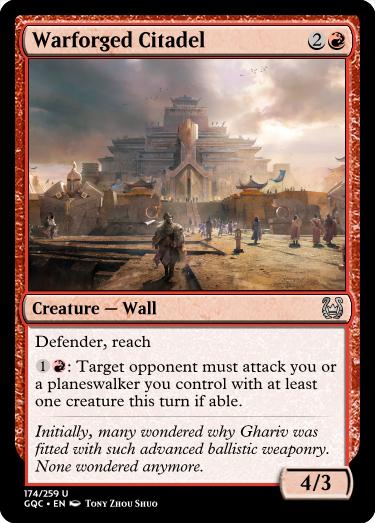 Warforged Citadel 2
Creature — Wall
Defender, reach
1 : Target opponent must attack you or
a planeswalker you control with at least
one creature this turn if able.
Initially, many wondered why Ghariv was
fitted with such advanced ballistic weaponry.
None wondered anymore.
4/3
174/259 U
GQC • EN Tony Zhou Shuo